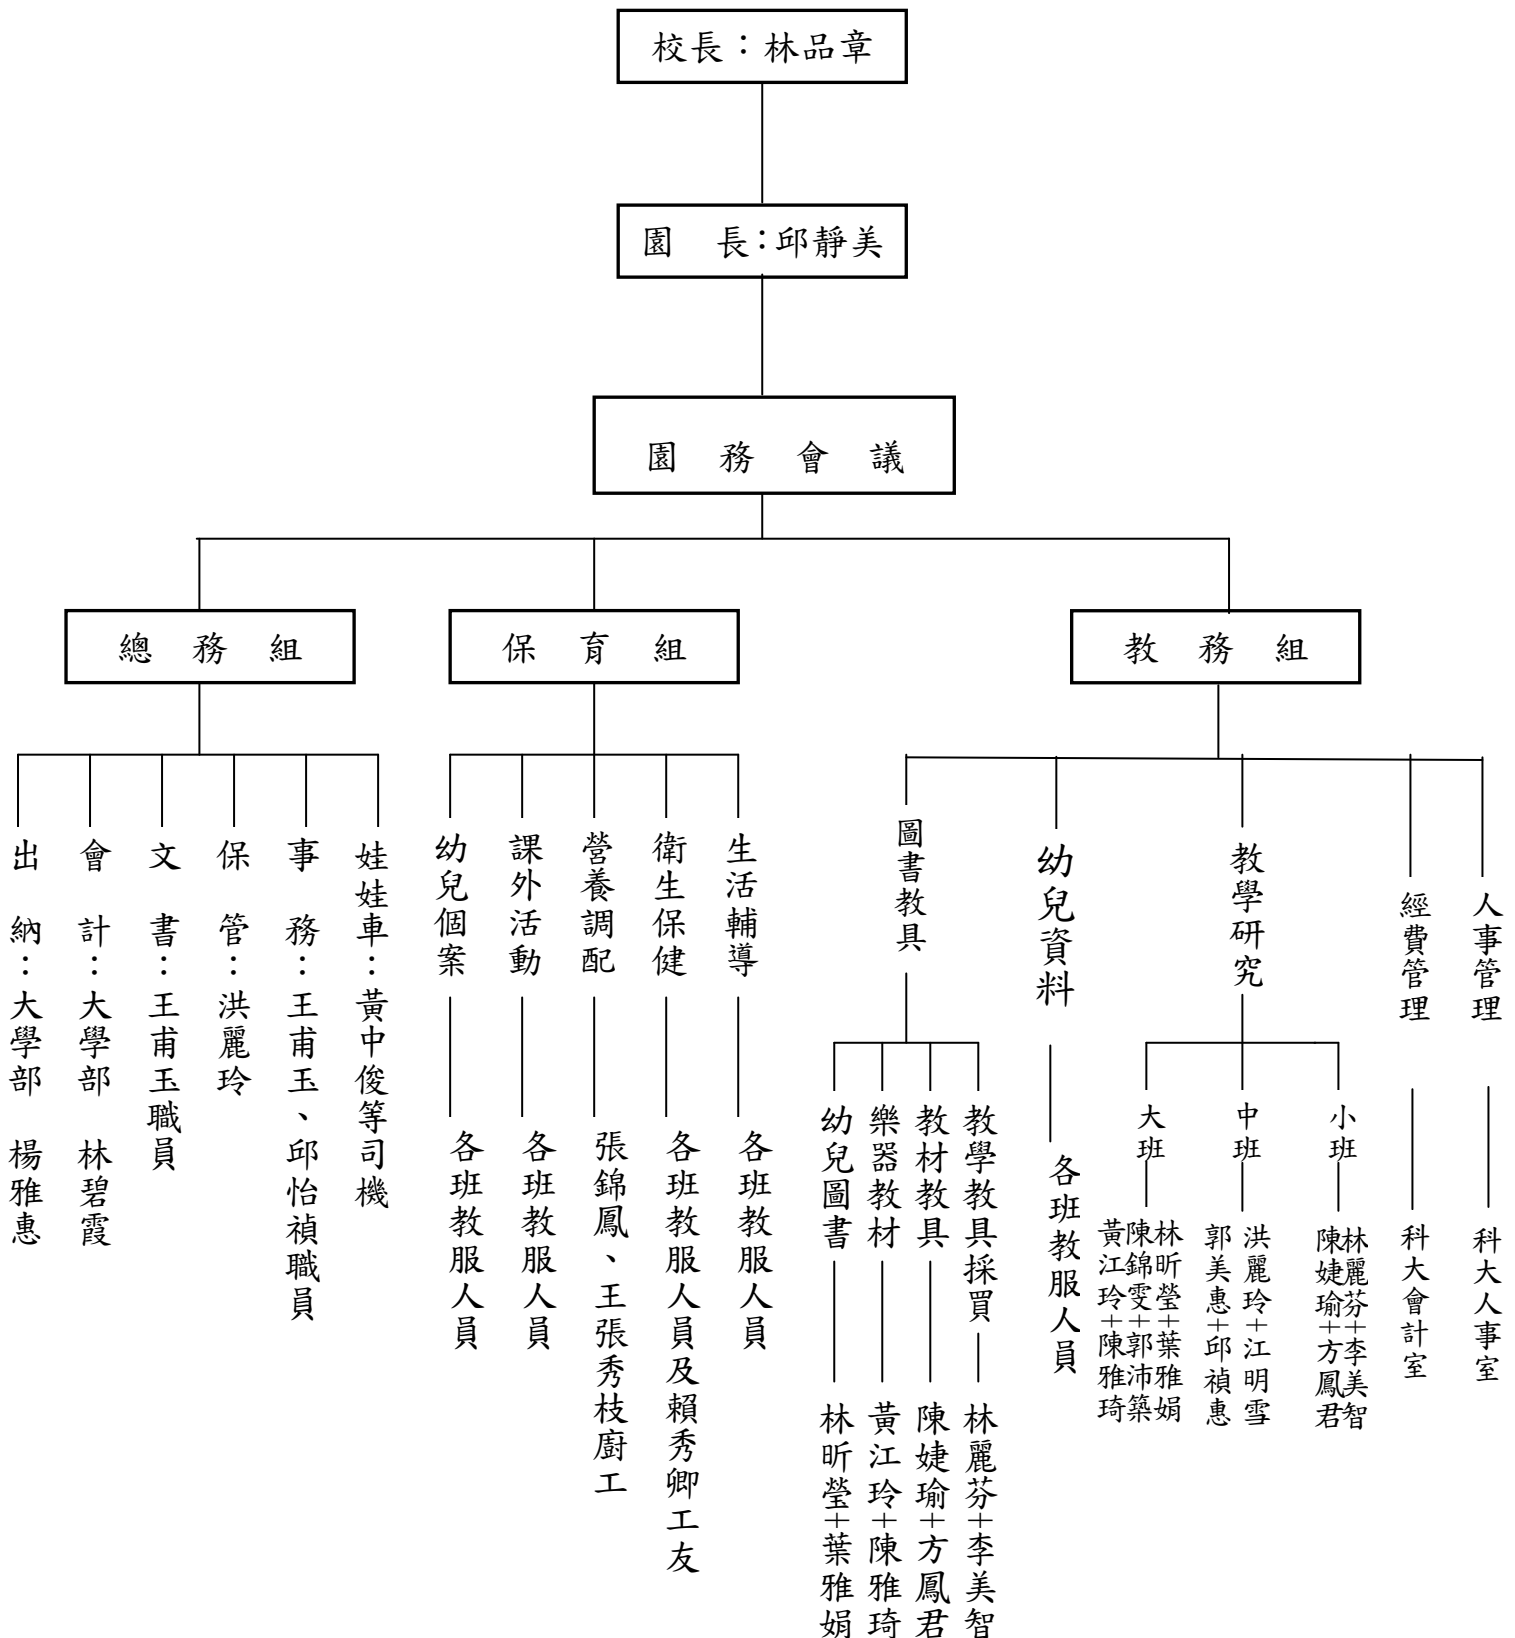 校長：林品章
園　長：邱靜美
園　務　會　議
總　務　組
保　育　組
教　務　組
出　納：大學部　楊雅惠
會　計：大學部　林碧霞
文　書：王甫玉職員
保　管：洪麗玲
事　務：王甫玉、邱怡禎職員
娃娃車：黃中俊等司機
幼兒個案
各班教服人員
課外活動
各班教服人員
營養調配
張錦鳳、王張秀枝廚工
衛生保健
各班教服人員及賴秀卿工友
生活輔導
各班教服人員
圖書教具
幼兒圖書
林昕瑩+葉雅娟
樂器教材
黃江玲+陳雅琦
教材教具
陳婕瑜+方鳳君
教學教具採買
林麗芬+李美智
幼兒資料
各班教服人員
教學研究
大班
黃江玲+陳雅琦
陳錦雯+郭沛築
林昕瑩+葉雅娟
中班
郭美惠+邱禎惠
洪麗玲+江明雪
小班
陳婕瑜+方鳳君
林麗芬+李美智
經費管理
科大會計室
人事管理
科大人事室